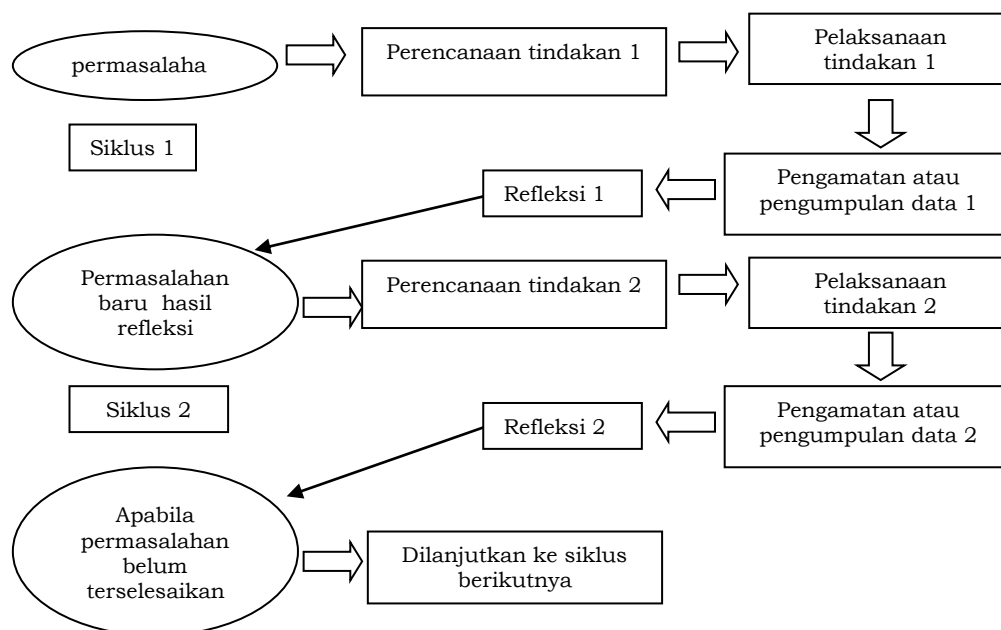 permasalaha
Perencanaan tindakan 1
Pelaksanaan
tindakan 1
Siklus 1
Refleksi 1
Pengamatan atau
pengumpulan data 1
Permasalahan
baru hasil
refleksi
Perencanaan tindakan 2
Pelaksanaan
tindakan 2
Siklus 2
Refleksi 2
Pengamatan atau
pengumpulan data 2
Apabila
permasalahan
belum
terselesaikan
Dilanjutkan ke siklus
berikutnya